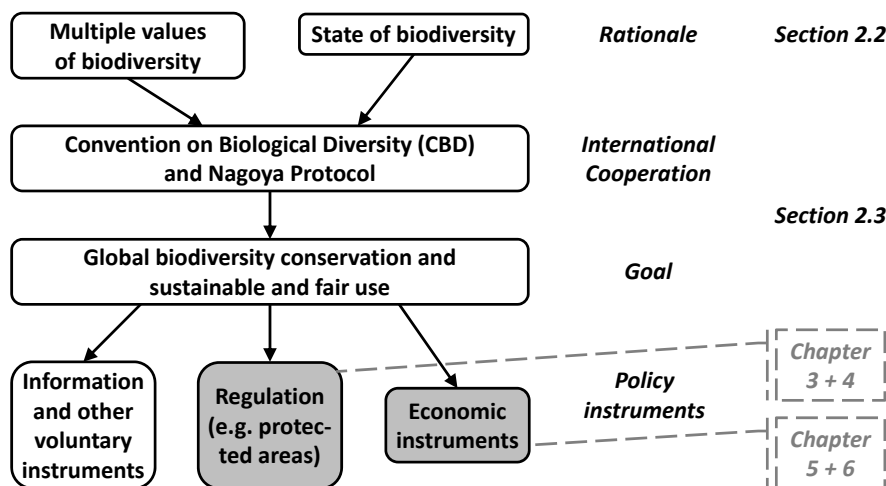 Multiple values
of biodiversity
State of biodiversity
Rationale
Section 2.2
Convention on Biological Diversity (CBD)
and Nagoya Protocol
International
Cooperation
Section 2.3
Global biodiversity conservation and
sustainable and fair use
Goal
Information
and other
voluntary
instruments
Regulation
(e.g. protec-
ted areas)
Economic
instruments
Policy
instruments
Chapter
3 + 4
Chapter
5 + 6